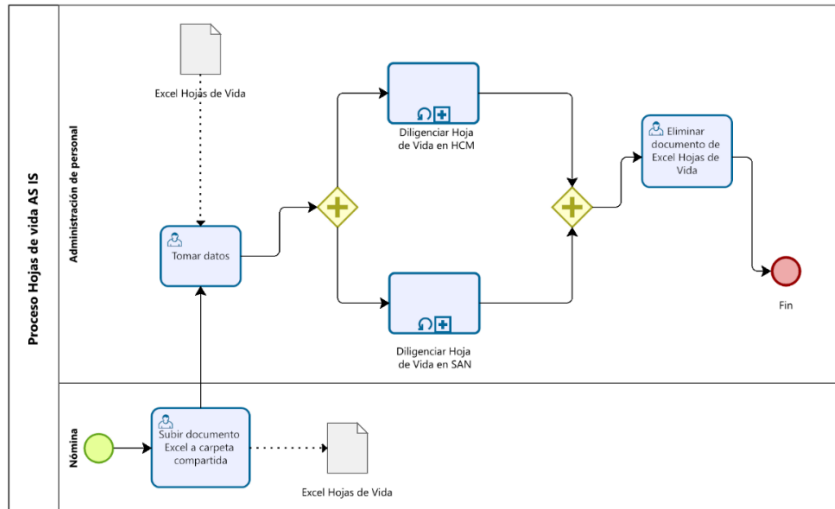 Proceso Hojas de vida AS IS
Administración de personal
Excel Hojas de Vida
Tomar datos
Diligenciar Hoja
de Vida en HCM
Diligenciar Hoja
de Vida en SAN
Eliminar
documento de
Excel Hojas de
Vida
Fin
Nómina
Subir documento
Excel a carpeta
compartida
Excel Hojas de Vida